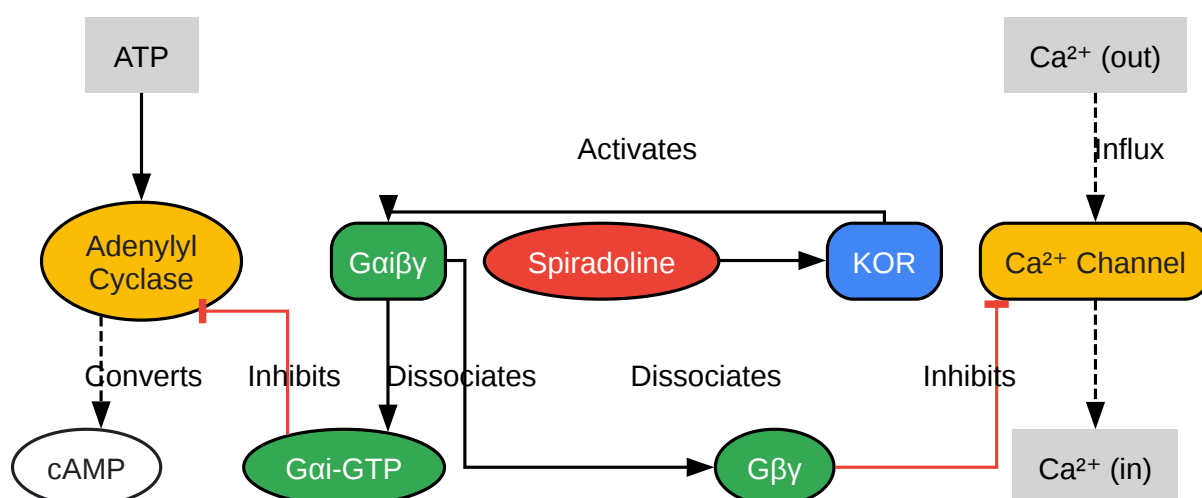 ATP
Ca²⁺ (out)
Activates
Influx
Adenylyl
Cyclase
Gαiβγ
Spiradoline
KOR
Ca²⁺ Channel
Converts
Inhibits
Dissociates
Dissociates
Inhibits
cAMP
Gαi-GTP
Gβγ
Ca²⁺ (in)